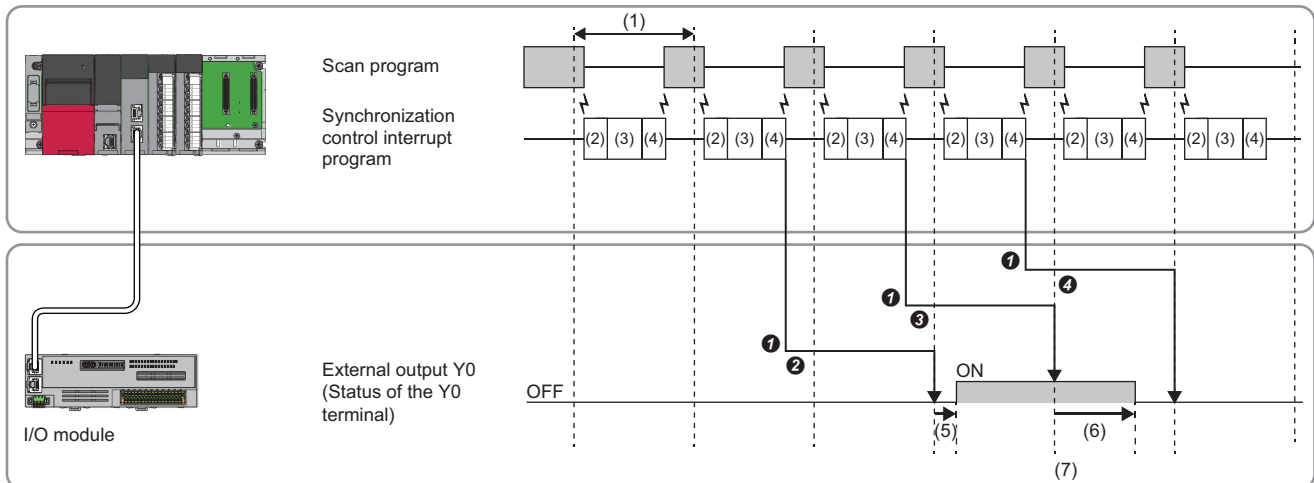 (1)
Scan program
Synchronization
control interrupt
program
(2) (3) (4) (2) (3) (4) (2) (3) (4) (2) (3) (4) (2) (3) (4) (2) (3) (4)
❶ ❹
❶ ❸
❶ ❷
External output Y0
(Status of the Y0
terminal)
OFF
ON
(5)
(6)
(7)
I/O module